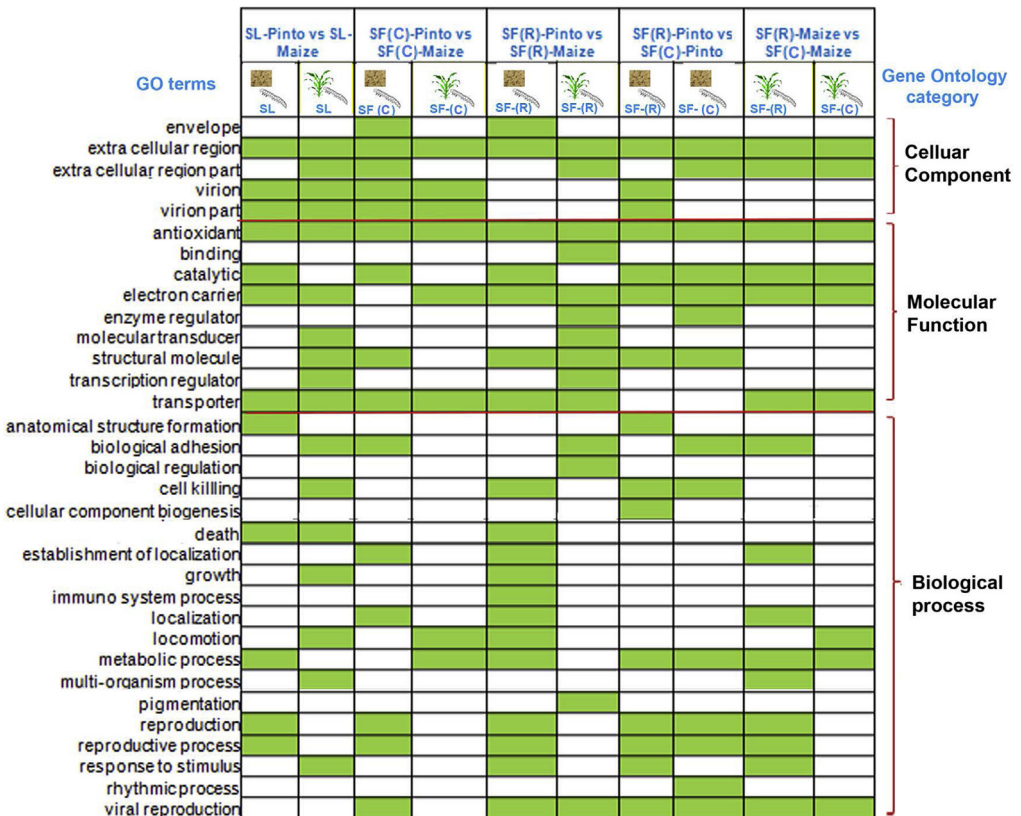 SL-Pinto vs SL-
Maize
SF(C)-Pinto vs
SF(C)-Maize
SF(R)-Pinto vs
SF(R)-Maize
SF(R)-Pinto vs
SF(C)-Pinto
SF(R)-Maize vs
SF(C)-Maize
GO terms
SL
SL
SF (C)
SF-(C)
SF-(R)
SF-(R)
SF-(R)
SF- (C)
SF-(R)
SF-(C)
Gene Ontology
category
envelope
extra cellular region
extra cellular region part
virion
virion part
Celluar
Component
antioxidant
binding
catalytic
electron carrier
enzyme regulator
molecular transducer
structural molecule
transcription regulator
transporter
Molecular
Function
anatomical structure formation
biological adhesion
biological regulation
cell killling
cellular component biogenesis
death
establishment of localization
growth
immuno system process
localization
locomotion
metabolic process
multi-organism process
pigmentation
reproduction
reproductive process
response to stimulus
rhythmic process
viral reproduction
Biological
process